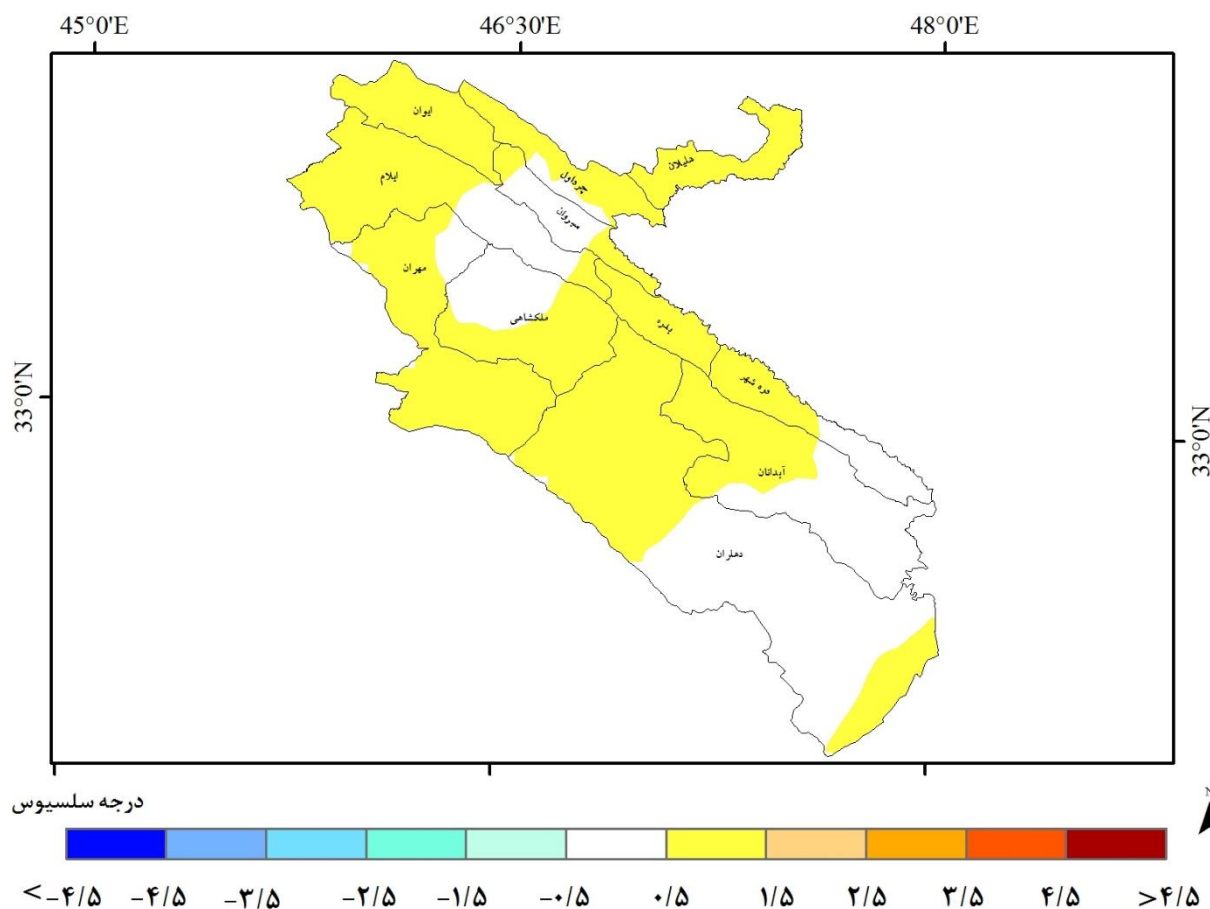 45°0'E 46°30'E 48°0'E
ایوان
هلیلان
ایلام
چرداول
سیروان
مهران
ملکشاهی
بدره
دره شهر
33°0'N
33°0'N
آبدانان
دهلران
درجه سلسیوس
N
<-۴/۵ -۴/۵ -۳/۵ -۲/۵ -۱/۵ -۰/۵ ۰/۵ ۱/۵ ۲/۵ ۳/۵ ۴/۵ >۴/۵